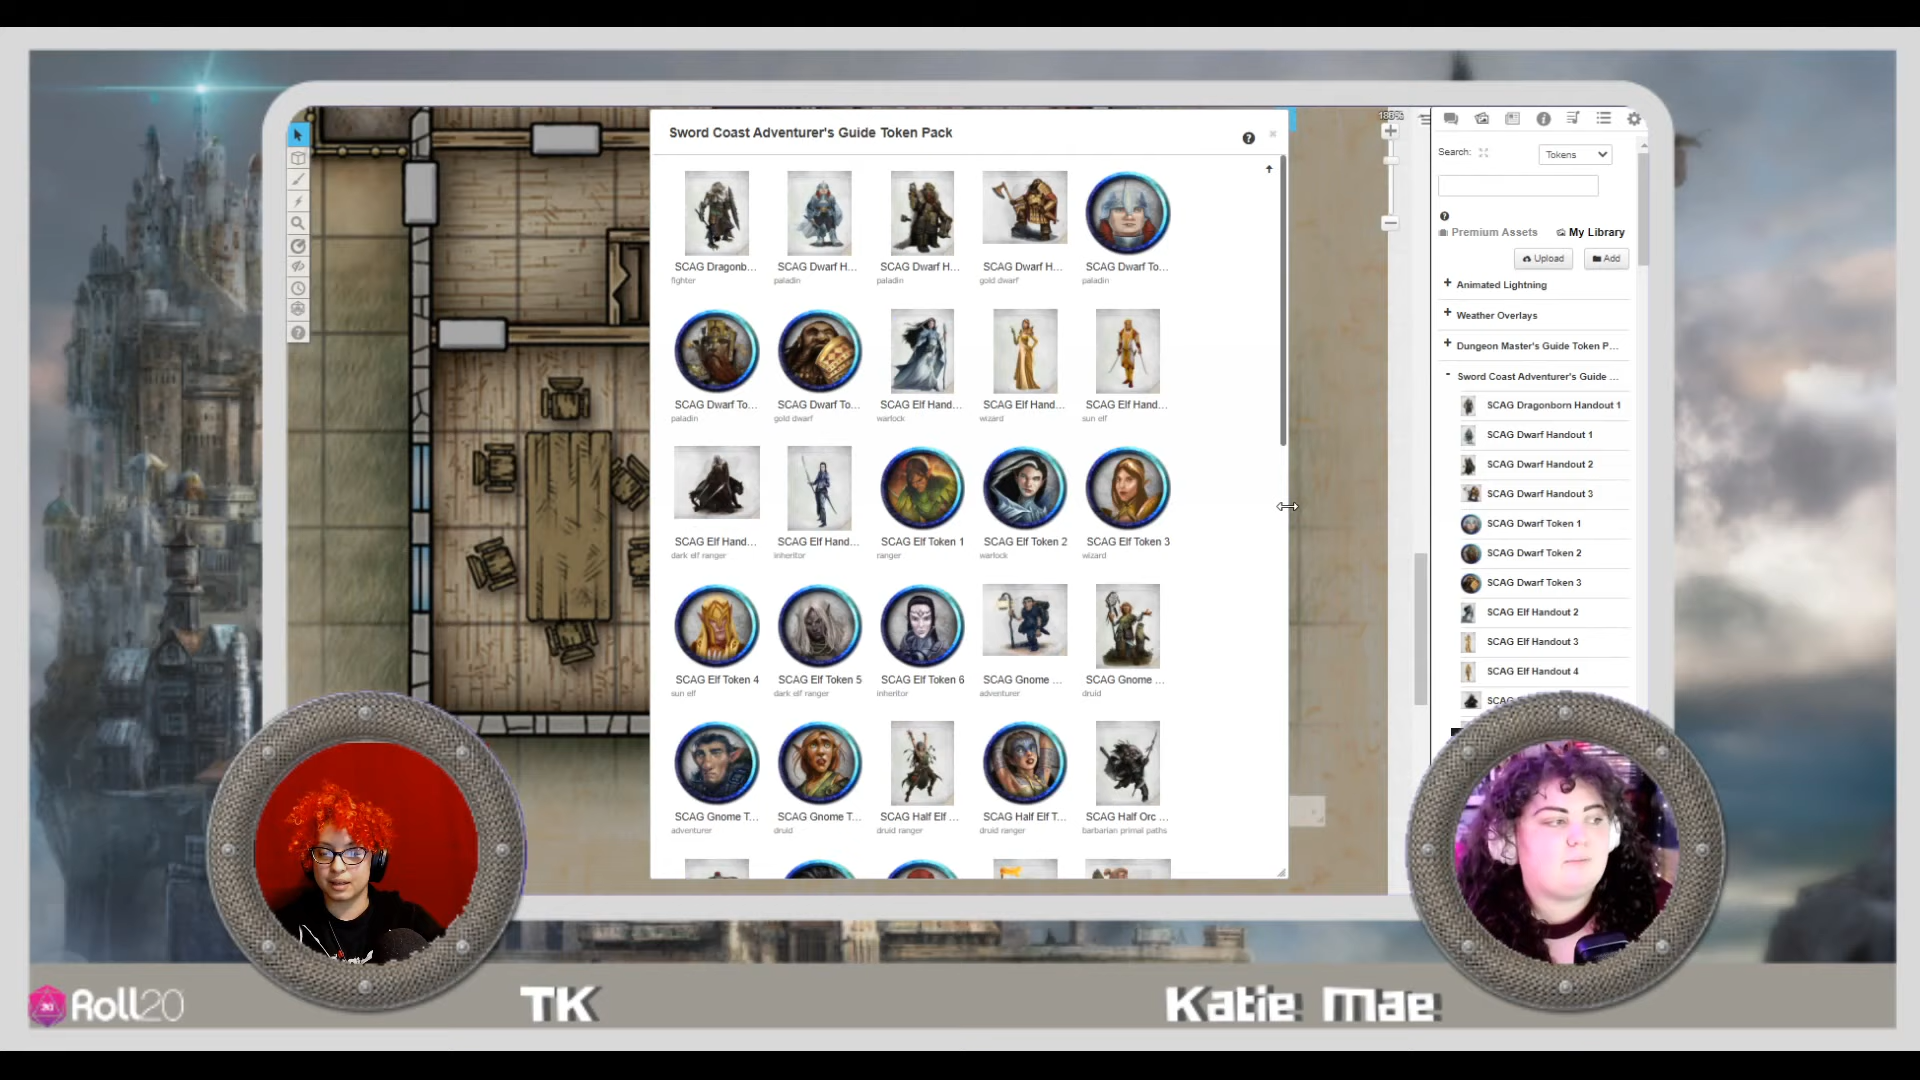 Sword Coast Adventurer's Guide Token Pack
SCAG Dragonb... SCAG Dwarf H... SCAG Dwarf H... SCAG Dwarf H... SCAG Dwarf To...
fighter paladin paladin gold dwarf paladin
SCAG Dwarf To... SCAG Dwarf To... SCAG Elf Hand... SCAG Elf Hand... SCAG Elf Hand...
paladin gold dwarf warlock wizard sun elf
SCAG Elf Hand... SCAG Elf Hand... SCAG Elf Token 1 SCAG Elf Token 2 SCAG Elf Token 3
dark elf ranger inheritor ranger warlock wizard
SCAG Elf Token 4 SCAG Elf Token 5 SCAG Elf Token 6 SCAG Gnome ... SCAG Gnome ...
sun elf dark elf ranger inheritor adventurer druid
SCAG Gnome T... SCAG Gnome T... SCAG Half Elf ... SCAG Half Elf T... SCAG Half Orc ...
adventurer druid druid ranger druid ranger barbarian primal paths
Search:
Tokens
Premium Assets
My Library
Upload
Add
+ Animated Lightning
+ Weather Overlays
+ Dungeon Master's Guide Token P...
- Sword Coast Adventurer's Guide ...
SCAG Dragonborn Handout 1
SCAG Dwarf Handout 1
SCAG Dwarf Handout 2
SCAG Dwarf Handout 3
SCAG Dwarf Token 1
SCAG Dwarf Token 2
SCAG Dwarf Token 3
SCAG Elf Handout 2
SCAG Elf Handout 3
SCAG Elf Handout 4
Roll20
TK
Katie Mae